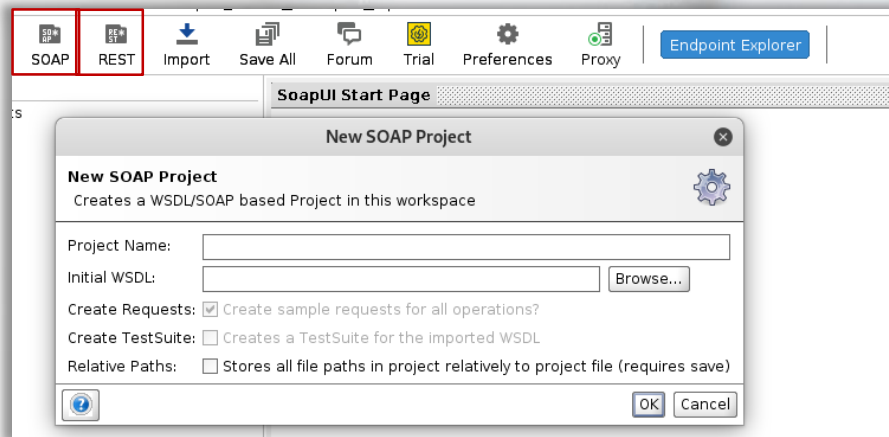 SOAP REST Import Save All Forum Trial Preferences Proxy Endpoint Explorer
SoapUI Start Page
New SOAP Project
New SOAP Project
Creates a WSDL/SOAP based Project in this workspace
Project Name:
Initial WSDL: Browse...
Create Requests: Create sample requests for all operations?
Create TestSuite: Creates a TestSuite for the imported WSDL
Relative Paths: Stores all file paths in project relatively to project file (requires save)
? OK Cancel